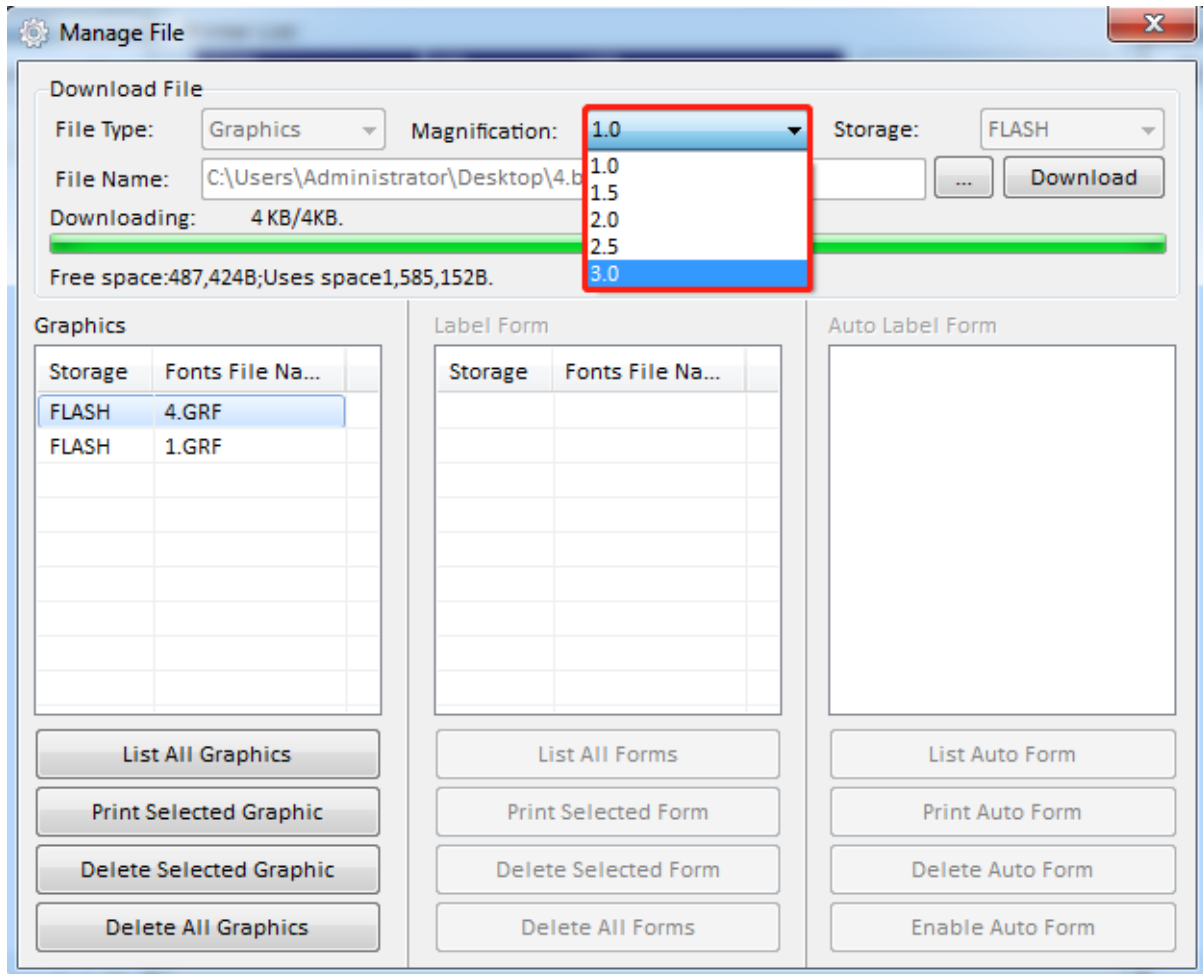 Manage File
Download File
File Type: Graphics Magnification: 1.0 Storage: FLASH
1.0
File Name: C:\Users\Administrator\Desktop\4.b ... Download
1.5
Downloading: 4 KB/4KB.
2.0
2.5
Free space:487,424B;Uses space1,585,152B.
3.0
Graphics Label Form Auto Label Form
Storage Fonts File Na... Storage Fonts File Na...
FLASH 4.GRF
FLASH 1.GRF
List All Graphics List All Forms List Auto Form
Print Selected Graphic Print Selected Form Print Auto Form
Delete Selected Graphic Delete Selected Form Delete Auto Form
Delete All Graphics Delete All Forms Enable Auto Form